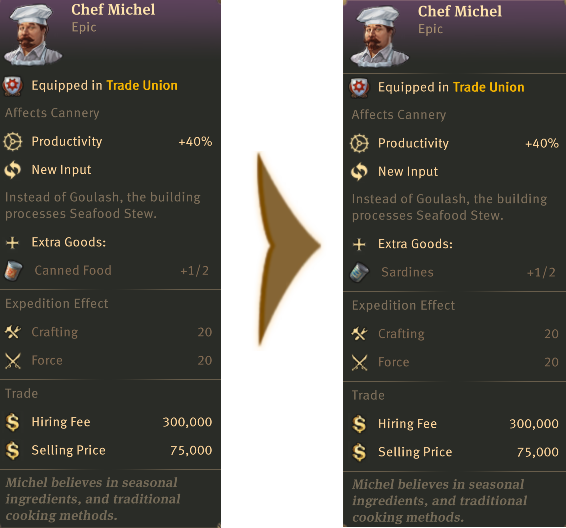 Chef Michel
Epic
Equipped in Trade Union
Affects Cannery
Productivity +40%
New Input
Instead of Goulash, the building
processes Seafood Stew.
Extra Goods:
Canned Food +1/2
Expedition Effect
Crafting 20
Force 20
Trade
Hiring Fee 300,000
Selling Price 75,000
Michel believes in seasonal
ingredients, and traditional
cooking methods.
Chef Michel
Epic
Equipped in Trade Union
Affects Cannery
Productivity +40%
New Input
Instead of Goulash, the building
processes Seafood Stew.
Extra Goods:
Sardines +1/2
Expedition Effect
Crafting 20
Force 20
Trade
Hiring Fee 300,000
Selling Price 75,000
Michel believes in seasonal
ingredients, and traditional
cooking methods.